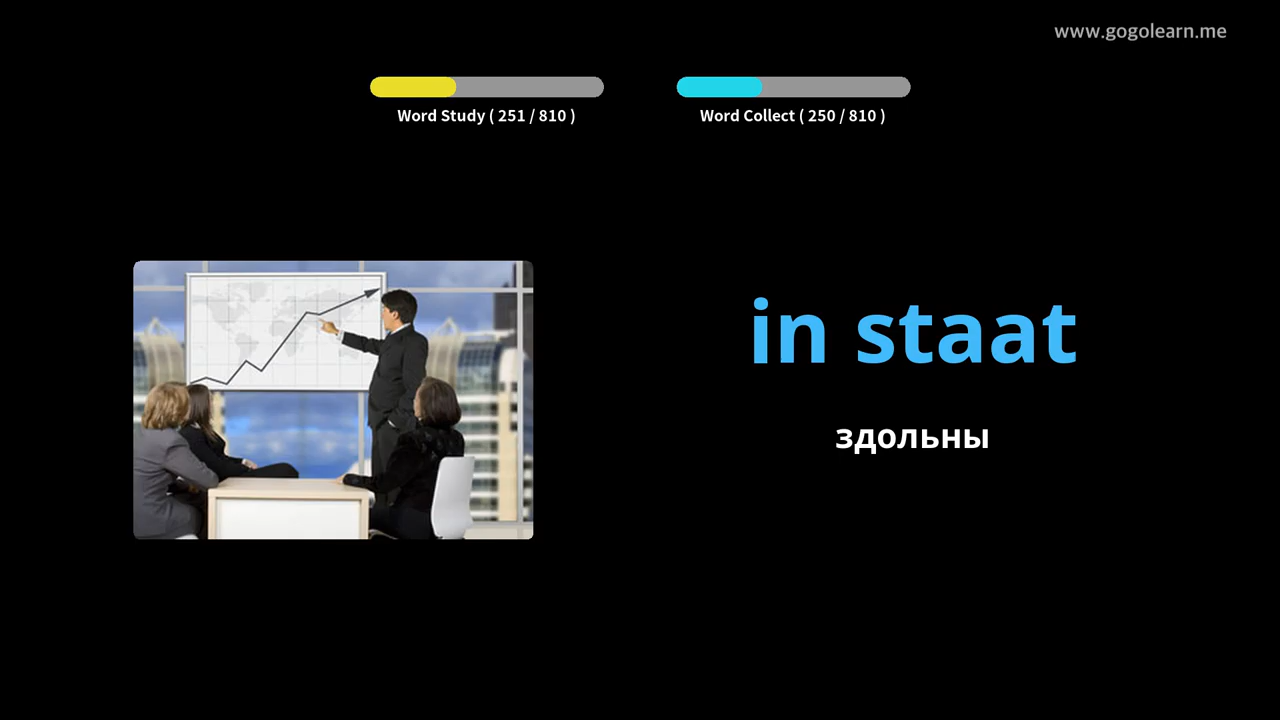 www.gogolearn.me
Word Study ( 251 / 810 )
Word Collect ( 250 / 810 )
in staat
здольны